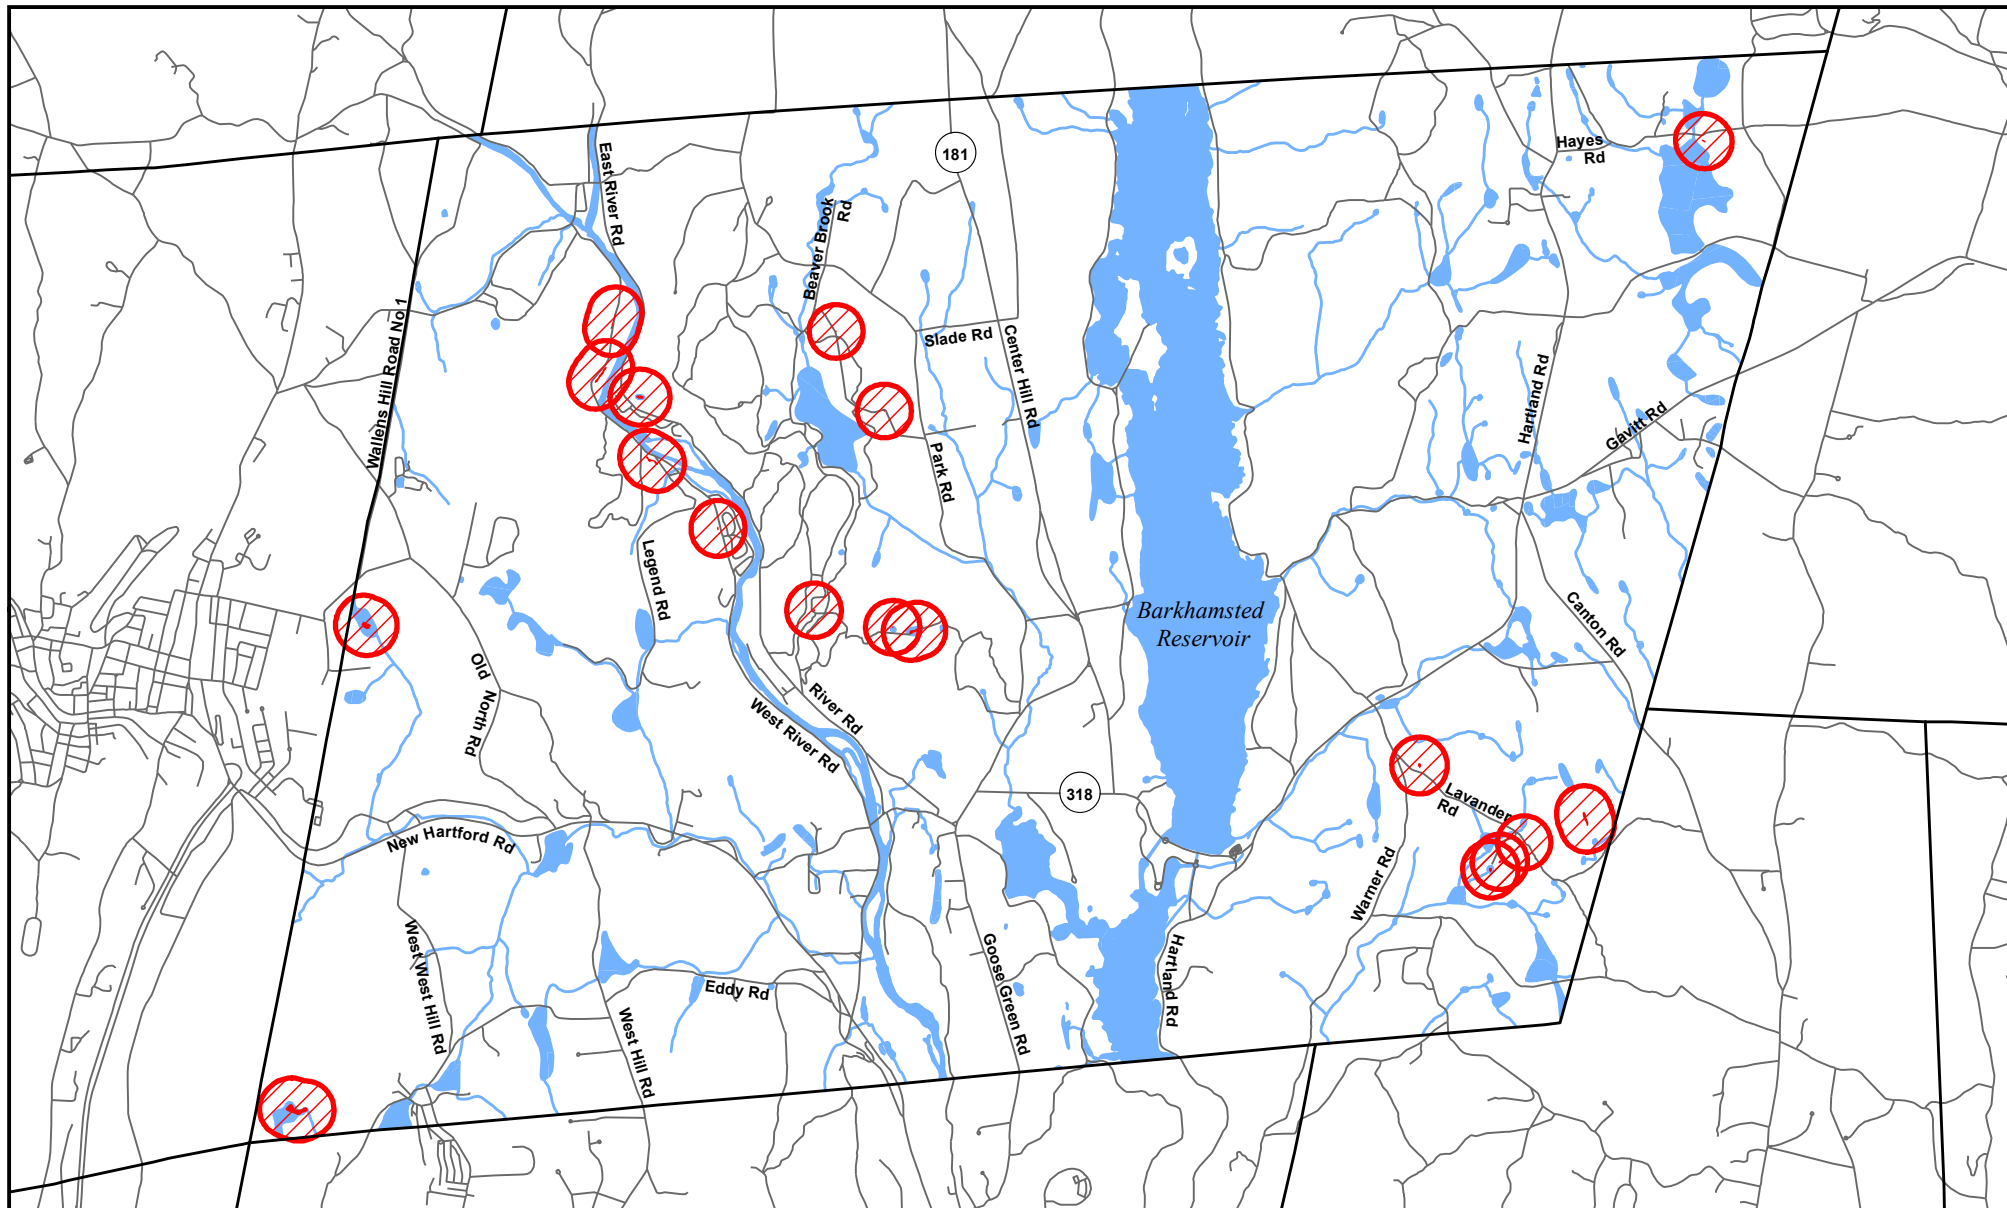 181
Hayes
Rd
East River Rd
Beaver Brook
Rd
Wallens Hill Road No 1
Slade Rd
Center Hill Rd
Hartland Rd
Gavitt Rd
Park Rd
Legend Rd
Barkhamsted
Reservoir
Canton Rd
Old North Rd
River Rd
West River Rd
318
Lavander
Rd
New Hartford Rd
Warner Rd
West West Hill Rd
Eddy Rd
Goose Green Rd
Hartland Rd
West Hill Rd